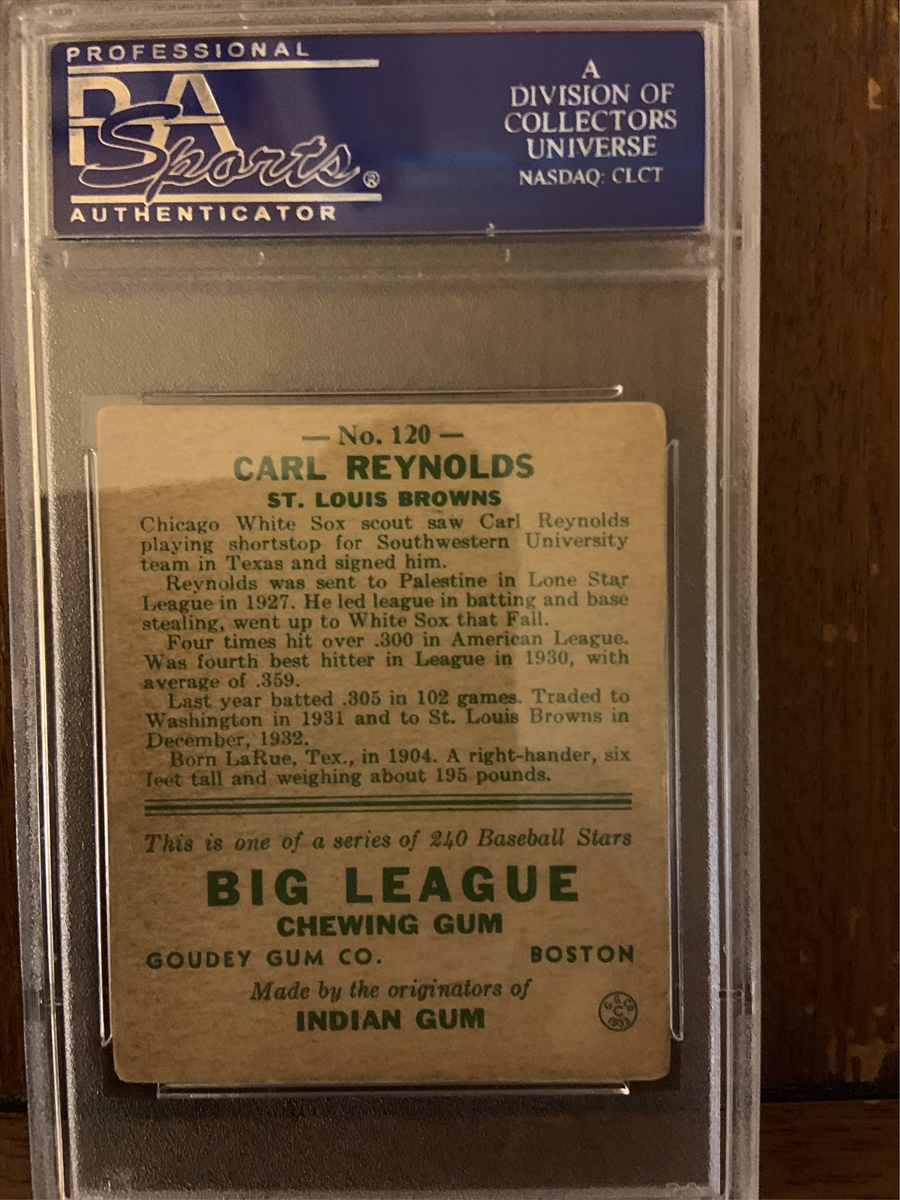 PROFESSIONAL
PSA
Sports®
AUTHENTICATOR
A
DIVISION OF
COLLECTORS
UNIVERSE
NASDAQ: CLCT
— No. 120 —
CARL REYNOLDS
ST. LOUIS BROWNS
Chicago White Sox scout saw Carl Reynolds
playing shortstop for Southwestern University
team in Texas and signed him.
Reynolds was sent to Palestine in Lone Star
League in 1927. He led league in batting and base
stealing, went up to White Sox that Fall.
Four times hit over .300 in American League.
Was fourth best hitter in League in 1930, with
average of .359.
Last year batted .305 in 102 games. Traded to
Washington in 1931 and to St. Louis Browns in
December, 1932.
Born LaRue, Tex., in 1904. A right-hander, six
feet tall and weighing about 195 pounds.
This is one of a series of 240 Baseball Stars
BIG LEAGUE
CHEWING GUM
GOUDEY GUM CO. BOSTON
Made by the originators of
INDIAN GUM
C
1933